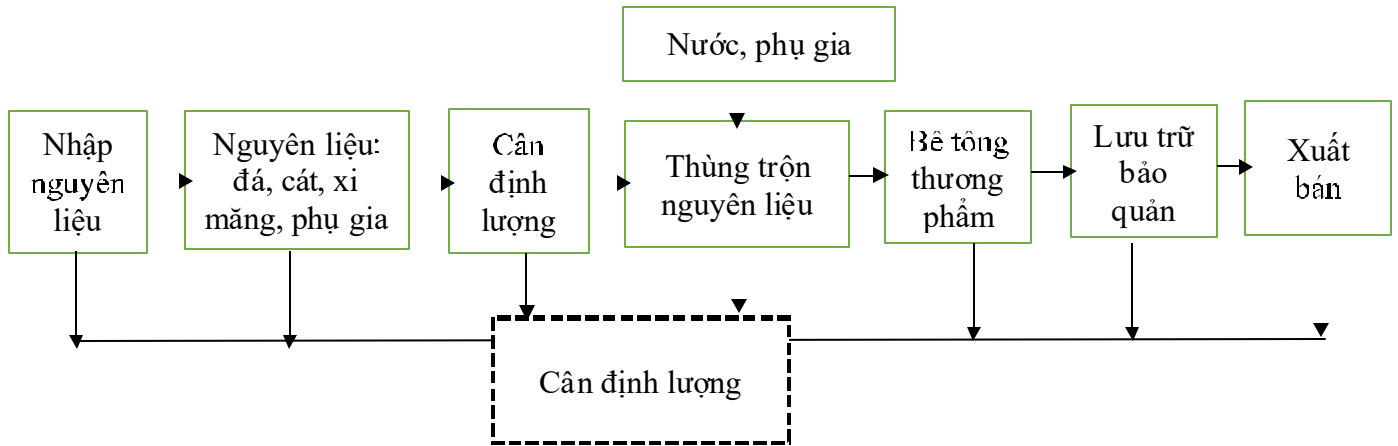 Nước, phụ gia
Nhập
nguyên
liệu
Nguyên liệu:
đá, cát, xi
măng, phụ gia
Cân
định
lượng
Thùng trộn
nguyên liệu
Bê tông
thương
phẩm
Lưu trữ
bảo
quản
Xuất
bán
Cân định lượng